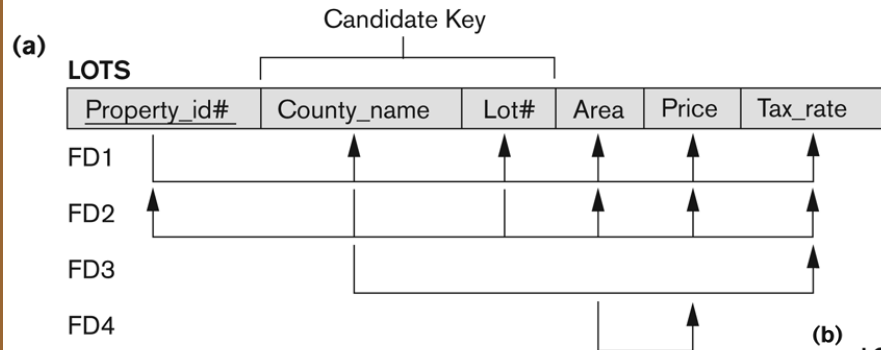 Candidate Key
(a)
LOTS
Property_id# County_name Lot# Area Price Tax_rate
FD1
FD2
FD3
FD4
(b)